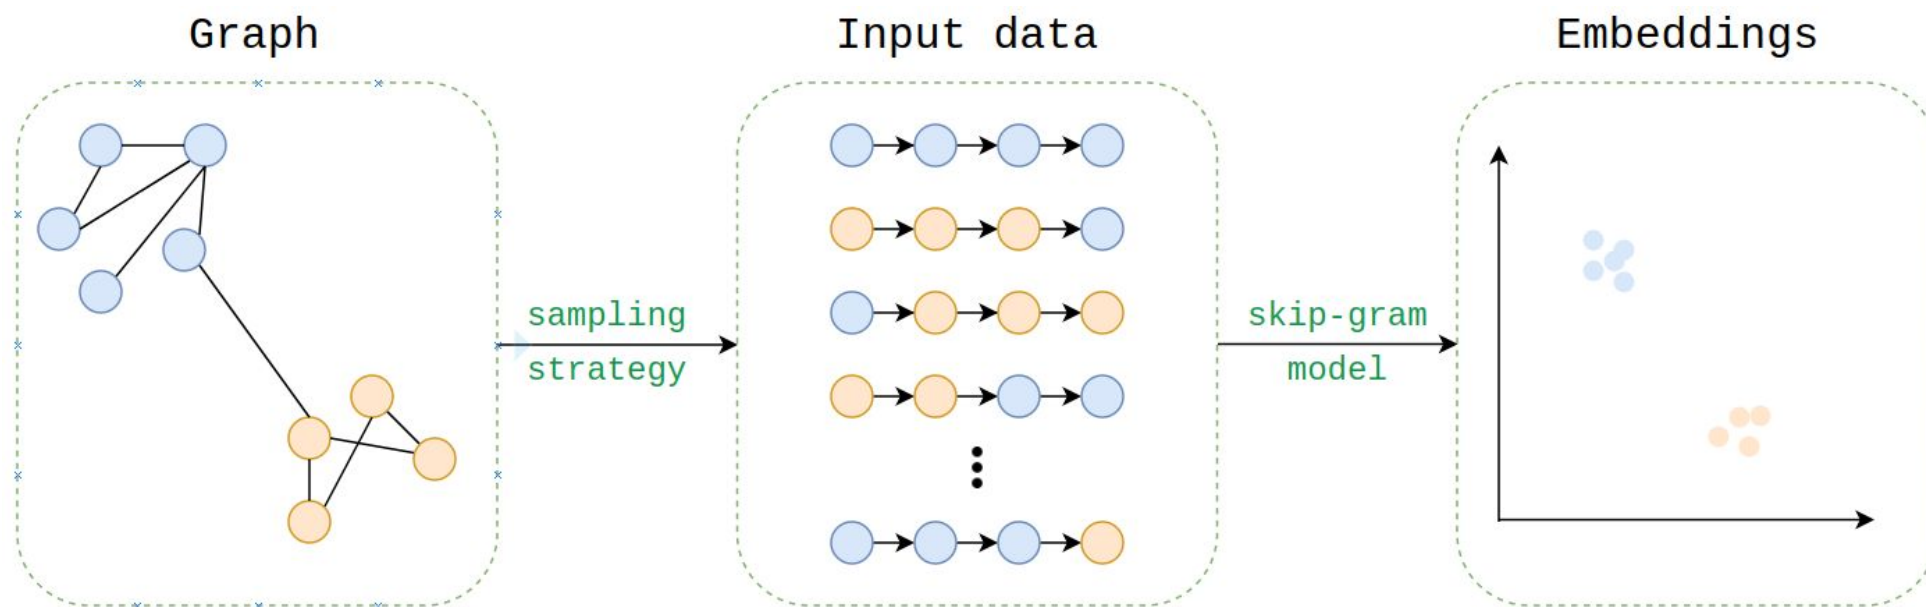 Graph
Input data
Embeddings
sampling
strategy
skip-gram
model